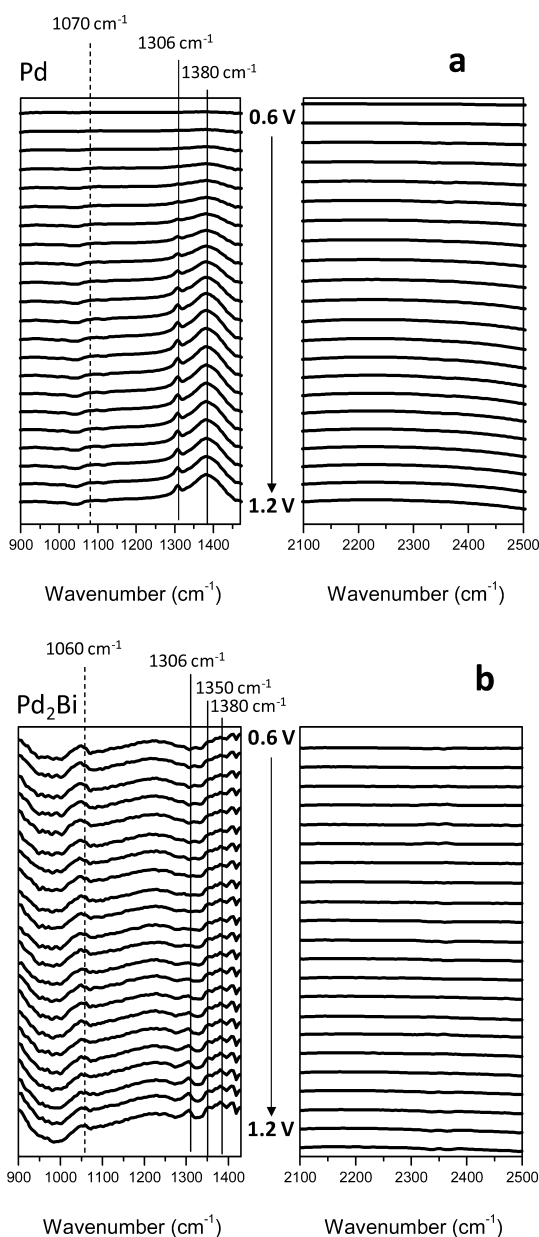 1070 cm⁻¹
1306 cm⁻¹
1380 cm⁻¹
Pd
a
0.6 V
1.2 V
900 1000 1100 1200 1300 1400
2100 2200 2300 2400 2500
Wavenumber (cm⁻¹)
Wavenumber (cm⁻¹)
1060 cm⁻¹
1306 cm⁻¹
1350 cm⁻¹
1380 cm⁻¹
Pd₂Bi
b
0.6 V
1.2 V
900 1000 1100 1200 1300 1400
2100 2200 2300 2400 2500
Wavenumber (cm⁻¹)
Wavenumber (cm⁻¹)